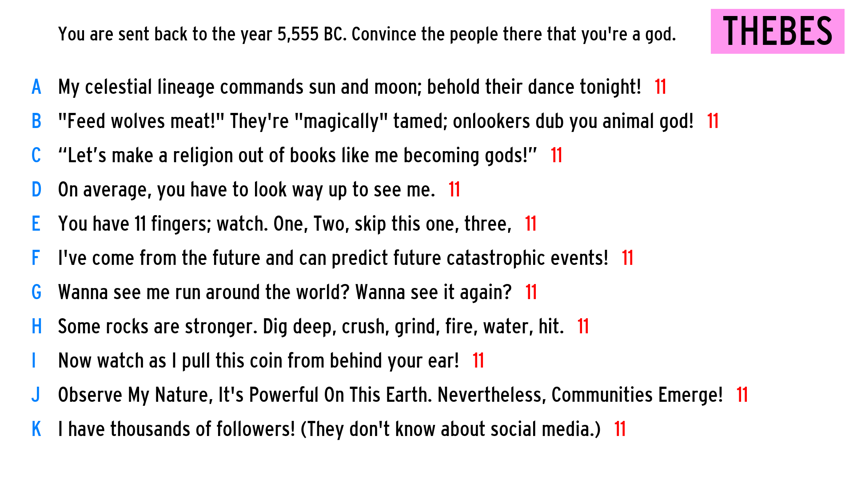 You are sent back to the year 5,555 BC. Convince the people there that you're a god.
THEBES
A My celestial lineage commands sun and moon; behold their dance tonight! 11
B "Feed wolves meat!" They're "magically" tamed; onlookers dub you animal god! 11
C “Let’s make a religion out of books like me becoming gods!” 11
D On average, you have to look way up to see me. 11
E You have 11 fingers; watch. One, Two, skip this one, three, 11
F I've come from the future and can predict future catastrophic events! 11
G Wanna see me run around the world? Wanna see it again? 11
H Some rocks are stronger. Dig deep, crush, grind, fire, water, hit. 11
I Now watch as I pull this coin from behind your ear! 11
J Observe My Nature, It's Powerful On This Earth. Nevertheless, Communities Emerge! 11
K I have thousands of followers! (They don't know about social media.) 11